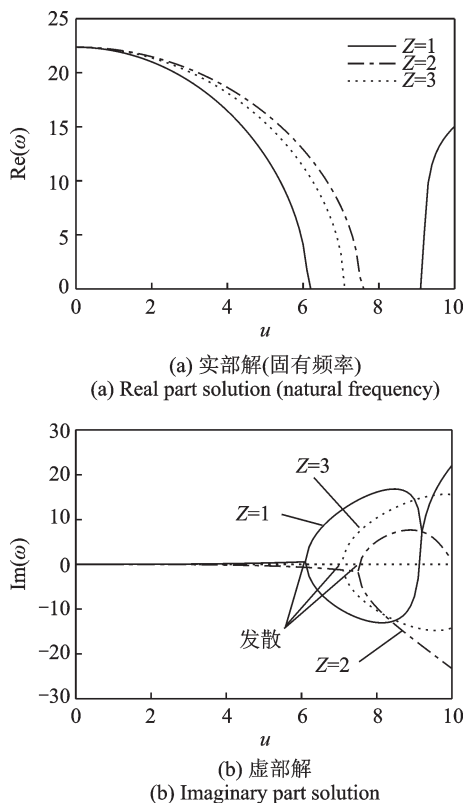 25
20
15
10
5
0
Re(ω)
Z=1
Z=2
Z=3
0 2 4 6 8 10
u
(a) 实部解(固有频率)
(a) Real part solution (natural frequency)
30
20
10
0
−10
−20
−30
Im(ω)
Z=3
Z=1
发散
Z=2
0 2 4 6 8 10
u
(b) 虚部解
(b) Imaginary part solution